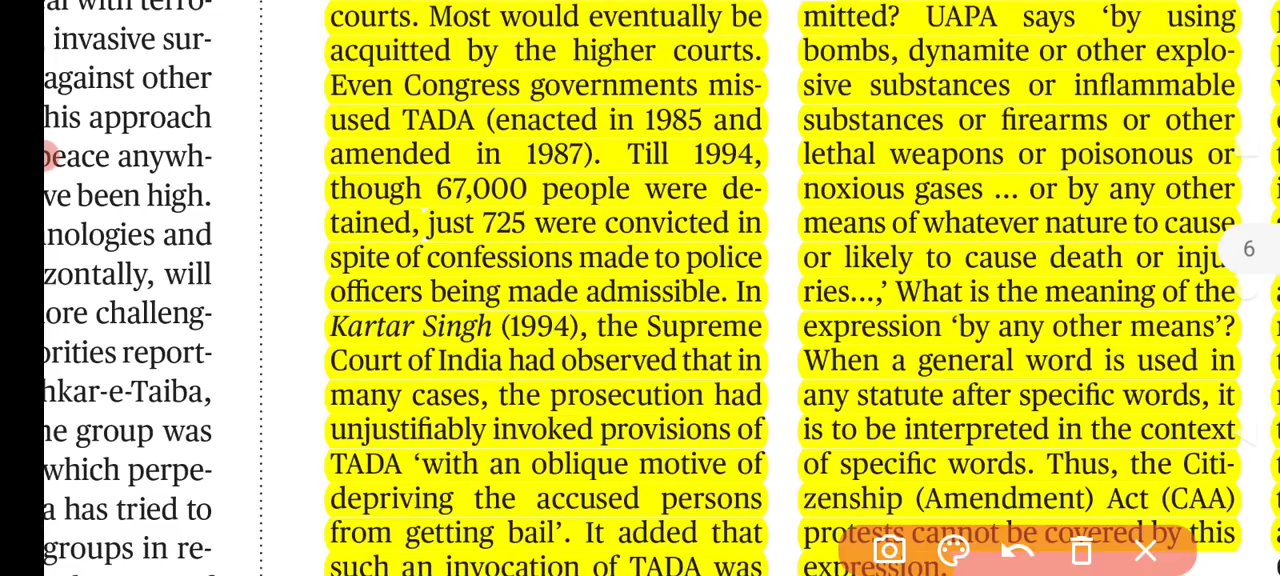 invasive sur-
against other
his approach
peace anywh-
ve been high.
nologies and
zontally, will
ore challeng-
orities report-
hkar-e-Taiba,
he group was
which perpe-
a has tried to
groups in re-
courts. Most would eventually be
acquitted by the higher courts.
Even Congress governments mis-
used TADA (enacted in 1985 and
amended in 1987). Till 1994,
though 67,000 people were de-
tained, just 725 were convicted in
spite of confessions made to police
officers being made admissible. In
Kartar Singh (1994), the Supreme
Court of India had observed that in
many cases, the prosecution had
unjustifiably invoked provisions of
TADA ‘with an oblique motive of
depriving the accused persons
from getting bail’. It added that
such an invocation of TADA was
mitted? UAPA says ‘by using
bombs, dynamite or other explo-
sive substances or inflammable
substances or firearms or other
lethal weapons or poisonous or
noxious gases ... or by any other
means of whatever nature to cause
or likely to cause death or inju-
ries...,’ What is the meaning of the
expression ‘by any other means’?
When a general word is used in
any statute after specific words, it
is to be interpreted in the context
of specific words. Thus, the Citi-
zenship (Amendment) Act (CAA)
protests cannot be covered by this
expression.
6